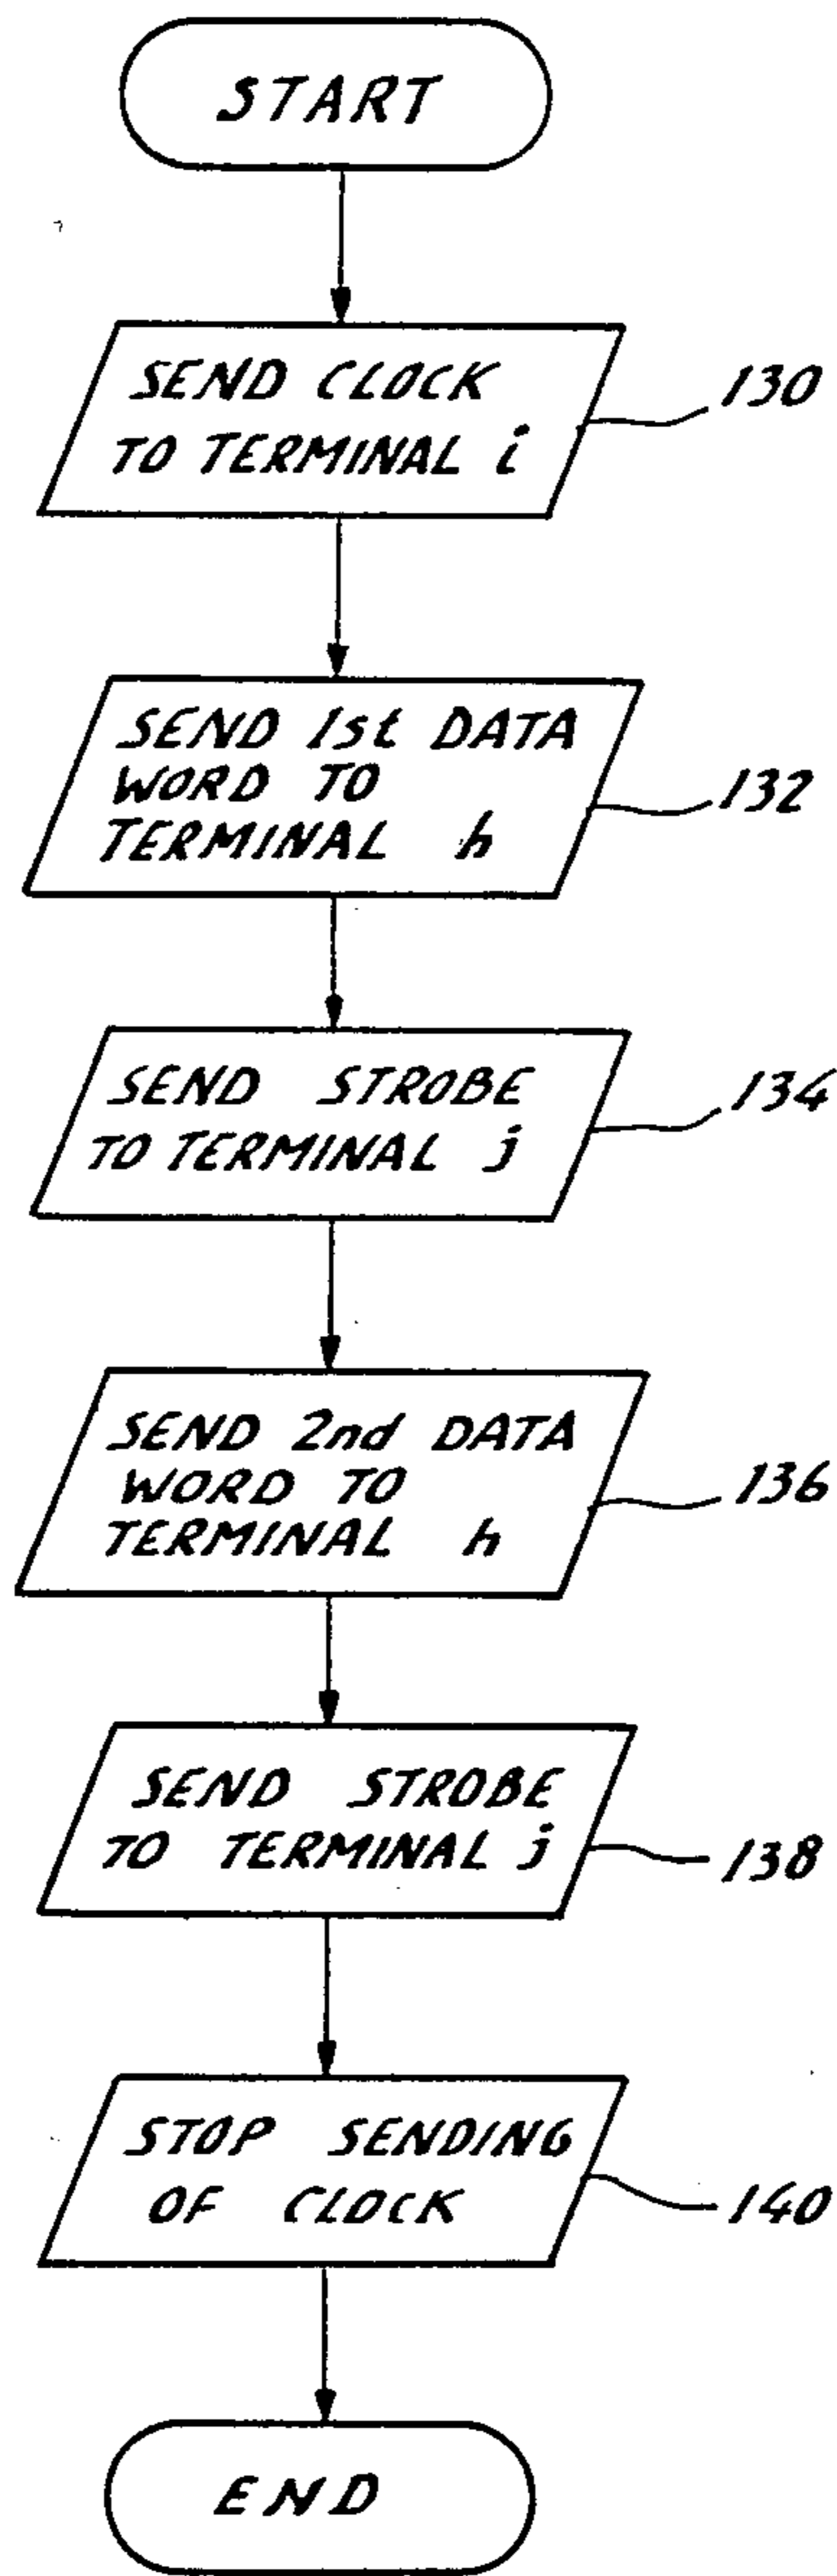 START
SEND CLOCK
TO TERMINAL i
130
SEND 1st DATA
WORD TO
TERMINAL h
132
SEND STROBE
TO TERMINAL j
134
SEND 2nd DATA
WORD TO
TERMINAL h
136
SEND STROBE
TO TERMINAL j
138
STOP SENDING
OF CLOCK
140
END